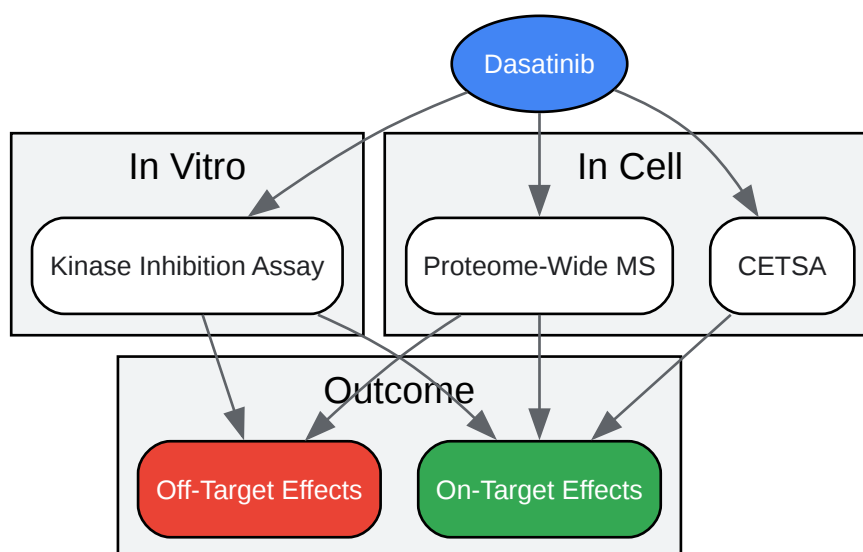 Dasatinib
In Vitro
In Cell
Kinase Inhibition Assay
Proteome-Wide MS
CETSA
Outcome
Off-Target Effects
On-Target Effects